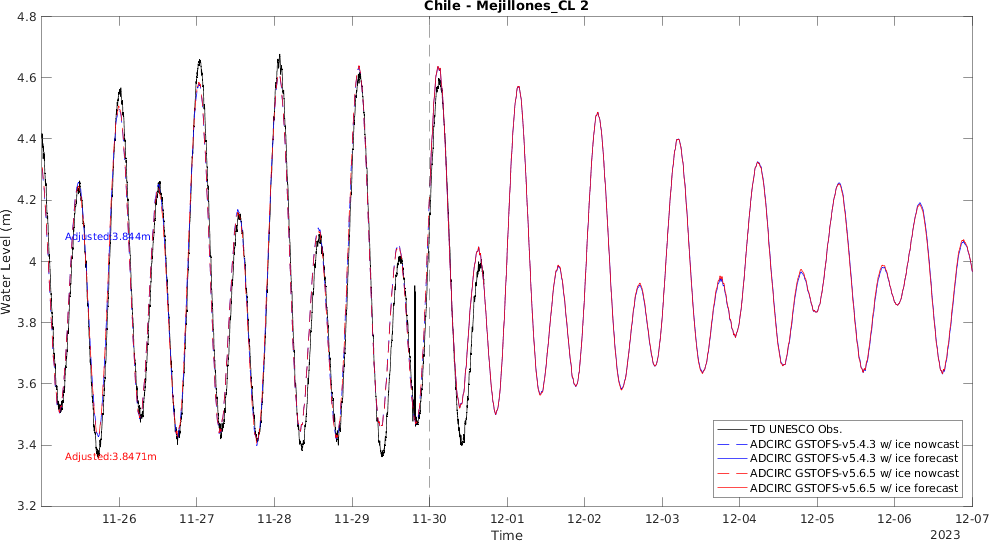 Chile - Mejillones_CL 2
4.8
4.6
4.4
4.2
4
3.8
3.6
3.4
3.2
Water Level (m)
Adjusted:3.844m
Adjusted:3.8471m
TD UNESCO Obs.
ADCIRC GSTOFS-v5.4.3 w/ ice nowcast
ADCIRC GSTOFS-v5.4.3 w/ ice forecast
ADCIRC GSTOFS-v5.6.5 w/ ice nowcast
ADCIRC GSTOFS-v5.6.5 w/ ice forecast
11-26 11-27 11-28 11-29 11-30 12-01 12-02 12-03 12-04 12-05 12-06 12-07
Time
2023